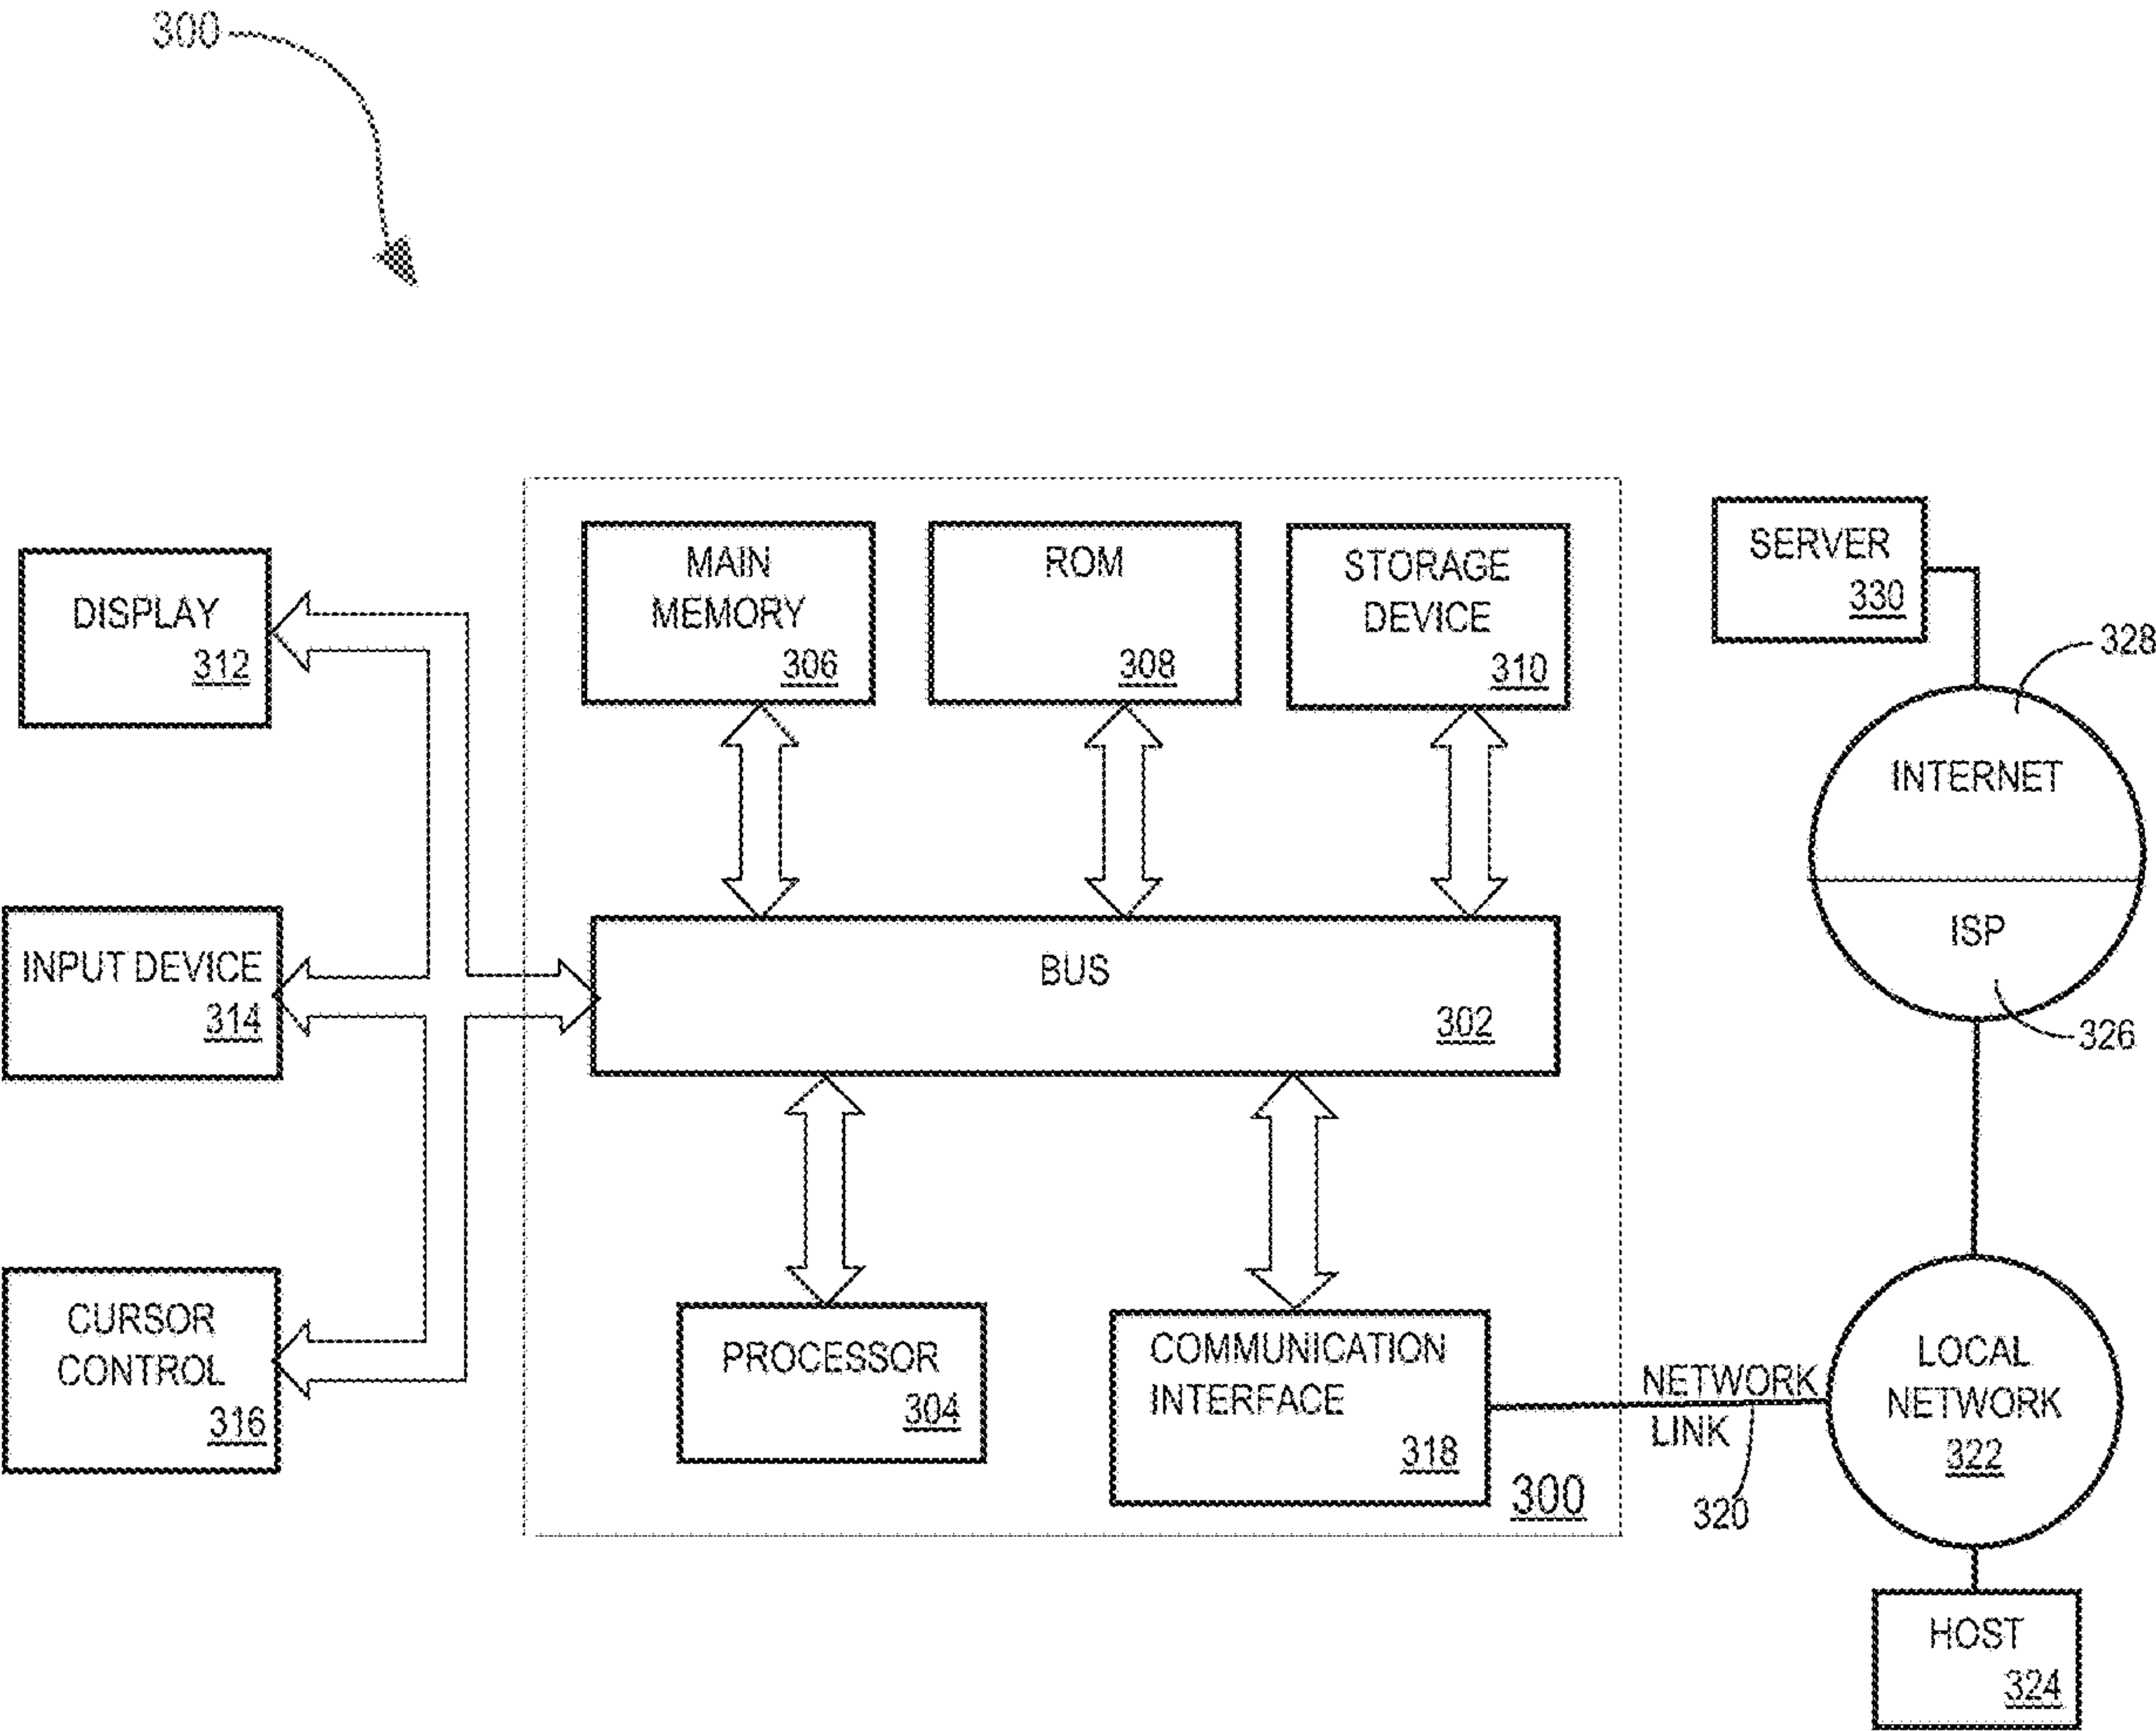 300
DISPLAY
312
INPUT DEVICE
314
CURSOR
CONTROL
316
MAIN
MEMORY
306
ROM
308
STORAGE
DEVICE
310
BUS
302
PROCESSOR
304
COMMUNICATION
INTERFACE
318
300
SERVER
330
328
INTERNET
ISP
326
NETWORK
LINK
320
LOCAL
NETWORK
322
HOST
324